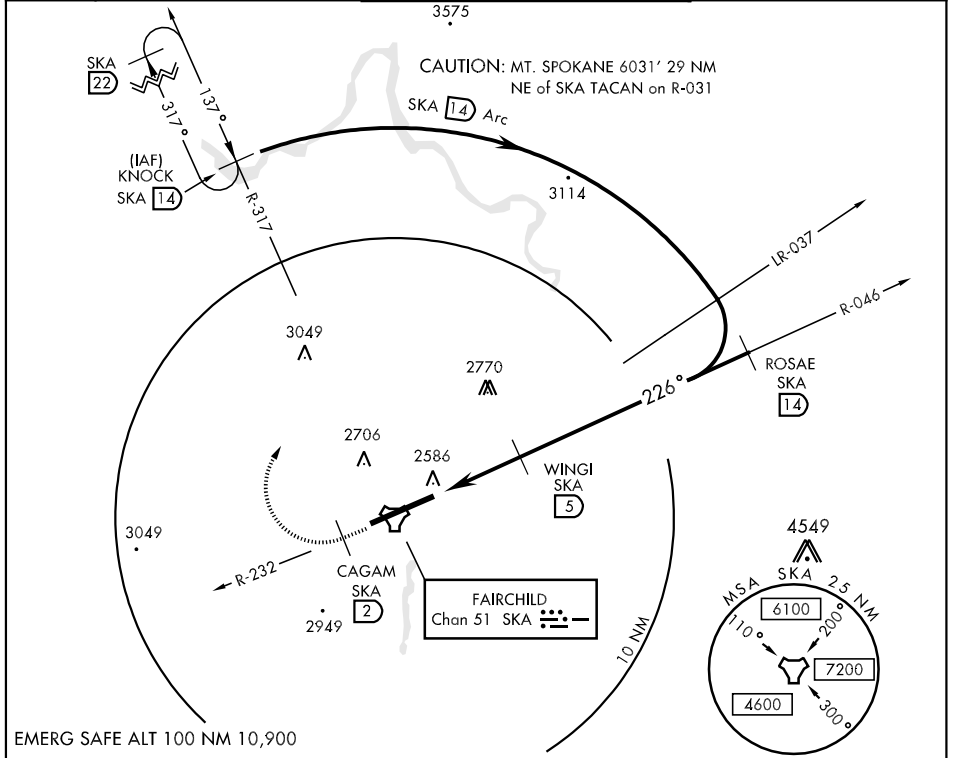 3575
CAUTION: MT. SPOKANE 6031' 29 NM
NE of SKA TACAN on R-031
SKA
22
317°
137°
SKA 14 Arc
(IAF)
KNOCK
SKA 14
R-317
3114
LR-037
R-046
3049
2770
ROSAE
SKA
14
226°
2706
2586
WINGI
SKA
5
3049
R-232
CAGAM
SKA
2
2949
FAIRCHILD
Chan 51 SKA
10 NM
4549
MSA SKA 25 NM
6100
110°
200°
7200
4600
300°
EMERG SAFE ALT 100 NM 10,900